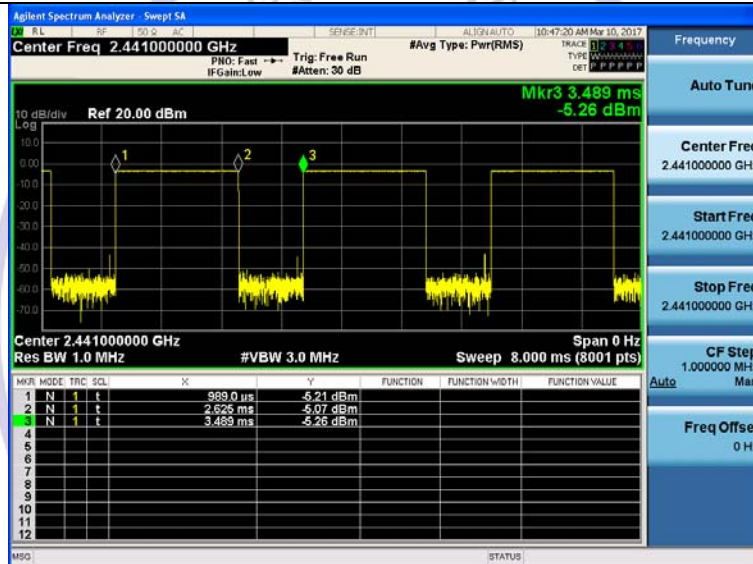 Agilent Spectrum Analyzer - Swept SA
RL RF 50 Ω AC SENSE:INT ALIGN AUTO 10:47:20 AM Mar 10, 2017
Center Freq 2.441000000 GHz #Avg Type: Pwr(RMS) TRACE 1 2 3 4 5 6
PNO: Fast Trig: Free Run TYPE
IFGain:Low #Atten: 30 dB DET P P P P P P
Mkr3 3.489 ms
10 dB/div Ref 20.00 dBm -5.26 dBm
Log
1 2 3
10.0
0.00
-10.0
-20.0
-30.0
-40.0
-50.0
-60.0
-70.0
Center 2.441000000 GHz Span 0 Hz
Res BW 1.0 MHz #VBW 3.0 MHz Sweep 8.000 ms (8001 pts)
MKR MODE TRC SCL X Y FUNCTION FUNCTION WIDTH FUNCTION VALUE
1 N 1 t 989.0 us -5.21 dBm
2 N 1 t 2.625 ms -5.07 dBm
3 N 1 t 3.489 ms -5.26 dBm
4
5
6
7
8
9
10
11
12
MSG STATUS
Frequency
Auto Tun
Center Fre
2.441000000 GH
Start Fre
2.441000000 GH
Stop Fre
2.441000000 GH
CF Step
1.000000 MH
Auto Ma
Freq Offse
0 H